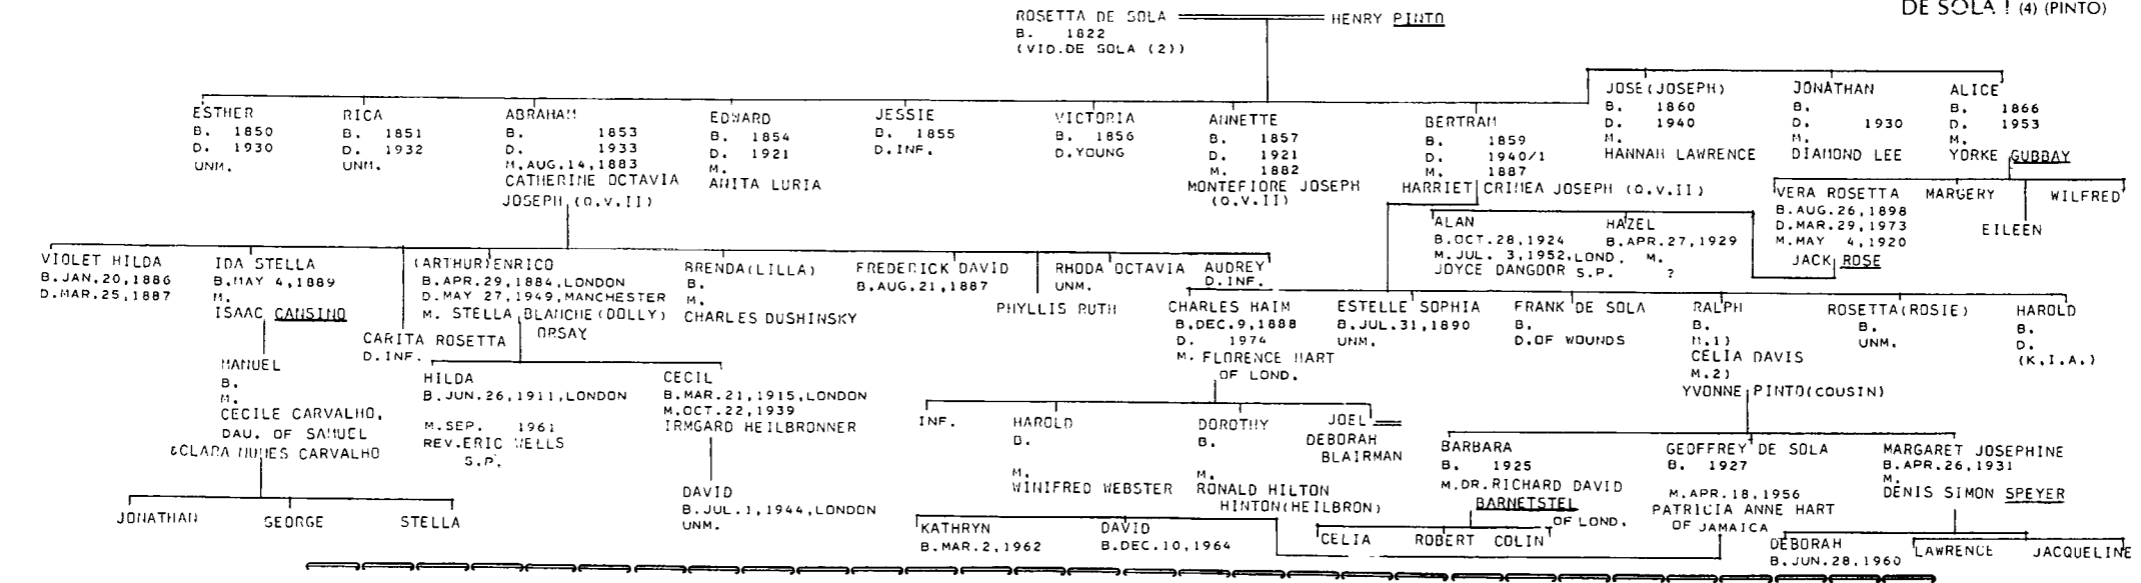 DE SOLA I (4) (PINTO)
ROSETTA DE SOLA
HENRY PINTO
B. 1822
(VID.DE SOLA (2))
ESTHER
B. 1850
D. 1930
UNM.
RICA
B. 1851
D. 1932
UNM.
ABRAHAM
B. 1853
D. 1933
M.AUG.14,1883
CATHERINE OCTAVIA
JOSEPH (Q.V.II)
EDWARD
B. 1854
D. 1921
M.
ANITA LURIA
JESSIE
B. 1855
D.INF.
VICTORIA
B. 1856
D.YOUNG
ANNETTE
B. 1857
D. 1921
M. 1882
MONTEFIORE JOSEPH
(Q.V.II)
BERTRAM
B. 1859
D. 1940/1
M. 1887
HARRIET CRIMEA JOSEPH (Q.V.II)
JOSE(JOSEPH)
B. 1860
D. 1940
M.
HANNAH LAWRENCE
JONATHAN
B.
D. 1930
M.
DIAMOND LEE
ALICE
B. 1866
D. 1953
M.
YORKE GUBBAY
VERA ROSETTA
B.AUG.26,1898
D.MAR.29,1973
M.MAY 4,1920
JACK ROSE
MARGERY
EILEEN
WILFRED
ALAN
B.OCT.28,1924
M.JUL. 3,1952,LOND.
JOYCE DANGOOR S.P.
HAZEL
B.APR.27,1929
M.
?
VIOLET HILDA
B.JAN.20,1886
D.MAR.25,1887
IDA STELLA
B.MAY 4,1889
M.
ISAAC CANSINO
CARITA ROSETTA
D.INF.
(ARTHUR)ENRICO
B.APR.29,1884,LONDON
D.MAY 27,1949,MANCHESTER
M. STELLA BLANCHE(DOLLY)
ORSAY
BRENDA(LILLA)
B.
M.
CHARLES DUSHINSKY
FREDERICK DAVID
B.AUG.21,1887
PHYLLIS RUTH
RHODA OCTAVIA
UNM.
AUDREY
D.INF.
CHARLES HAIM
B.DEC.9,1888
D. 1974
M. FLORENCE HART
OF LOND.
ESTELLE SOPHIA
B.JUL.31,1890
UNM.
FRANK DE SOLA
B.
D.OF WOUNDS
RALPH
B.
M.1)
CELIA DAVIS
M.2)
YVONNE PINTO(COUSIN)
ROSETTA(ROSIE)
B.
UNM.
HAROLD
B.
D.
(K.I.A.)
MANUEL
B.
M.
CECILE CARVALHO,
DAU. OF SAMUEL
&CLARA NUNES CARVALHO
HILDA
B.JUN.26,1911,LONDON
M.SEP. 1961
REV.ERIC WELLS
S.P.
CECIL
B.MAR.21,1915,LONDON
M.OCT.22,1939
IRMGARD HEILBRONNER
INF.
HAROLD
B.
M.
WINIFRED WEBSTER
DOROTHY
B.
M.
RONALD HILTON
HINTON(HEILBRON)
JOEL
DEBORAH
BLAIRMAN
BARBARA
B. 1925
M.DR.RICHARD DAVID
BARNETSTEL
OF LOND.
GEOFFREY DE SOLA
B. 1927
M.APR.18,1956
PATRICIA ANNE HART
OF JAMAICA
MARGARET JOSEPHINE
B.APR.26,1931
M.
DENIS SIMON SPEYER
JONATHAN
GEORGE
STELLA
DAVID
B.JUL.1,1944,LONDON
UNM.
KATHRYN
B.MAR.2,1962
DAVID
B.DEC.10,1964
CELIA
ROBERT
COLIN
DEBORAH
B.JUN.28,1960
LAWRENCE
JACQUELINE